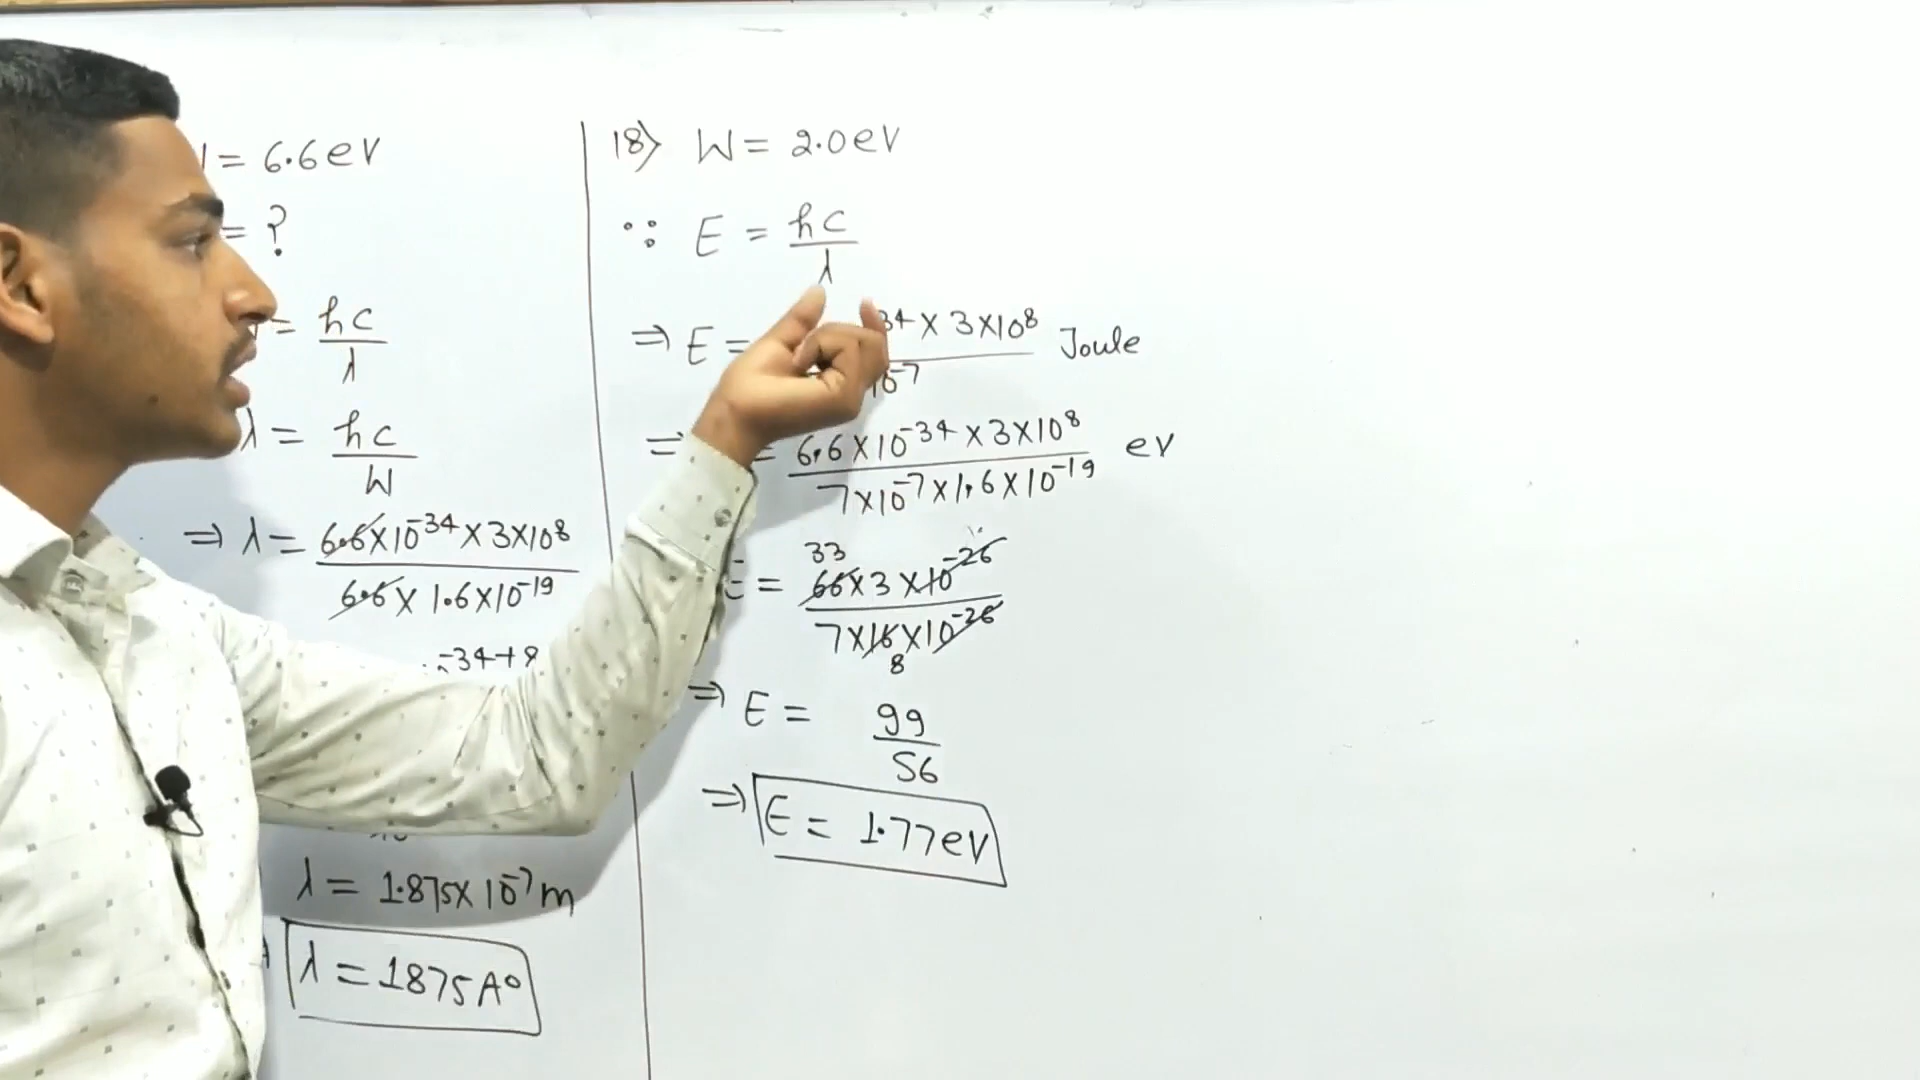 = 6.6eV
= ?
= hc/λ
λ = hc/W
⇒ λ = 6.6×10⁻³⁴×3×10⁸ / 6.6×1.6×10⁻¹⁹
-34+8
λ = 1.875×10⁻⁷m
λ = 1875A°
18) W = 2.0eV
∵ E = hc/λ
⇒ E = 34×3×10⁸ / 10⁻⁷ Joule
⇒ = 6.6×10⁻³⁴×3×10⁸ / 7×10⁻⁷×1.6×10⁻¹⁹ ev
33
E = 66×3×10⁻²⁶ / 7×16×10⁻²⁶
8
⇒ E = 99/56
⇒ E = 1.77eV